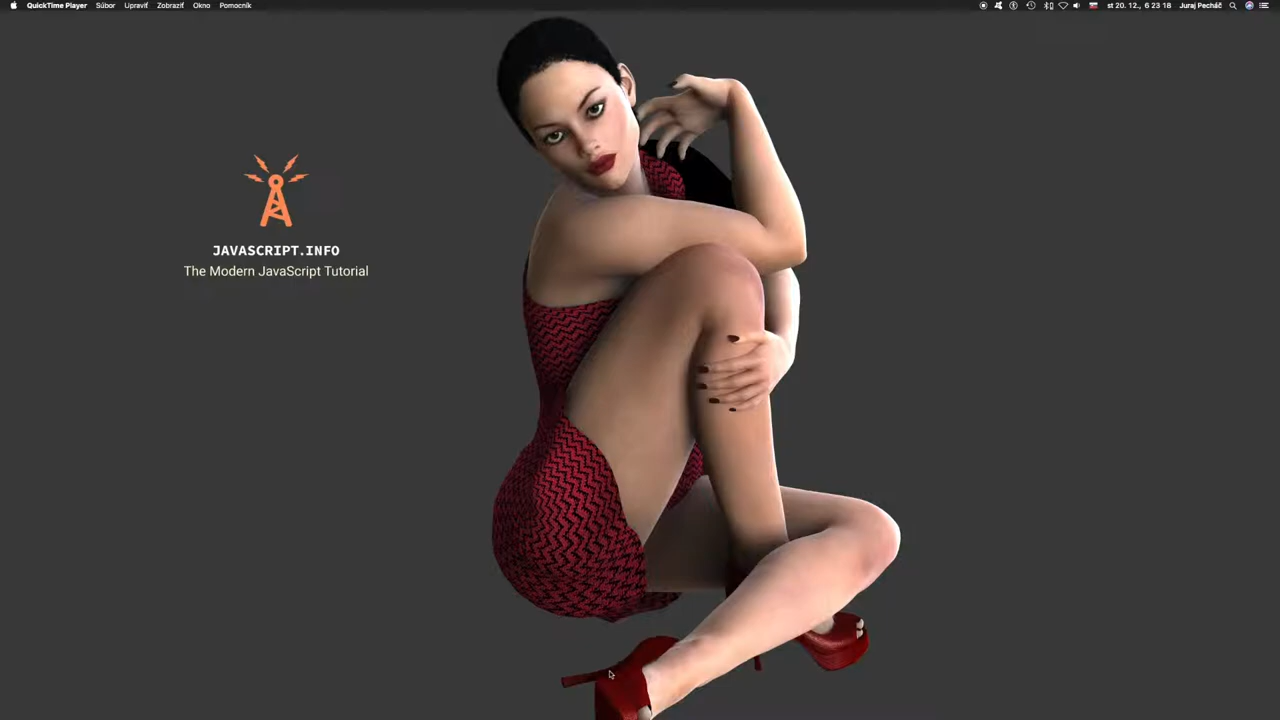 QuickTime Player Súbor Upraviť Zobraziť Okno Pomocník st 20. 12., 6 23 18 Juraj Pecháč
JAVASCRIPT.INFO
The Modern JavaScript Tutorial